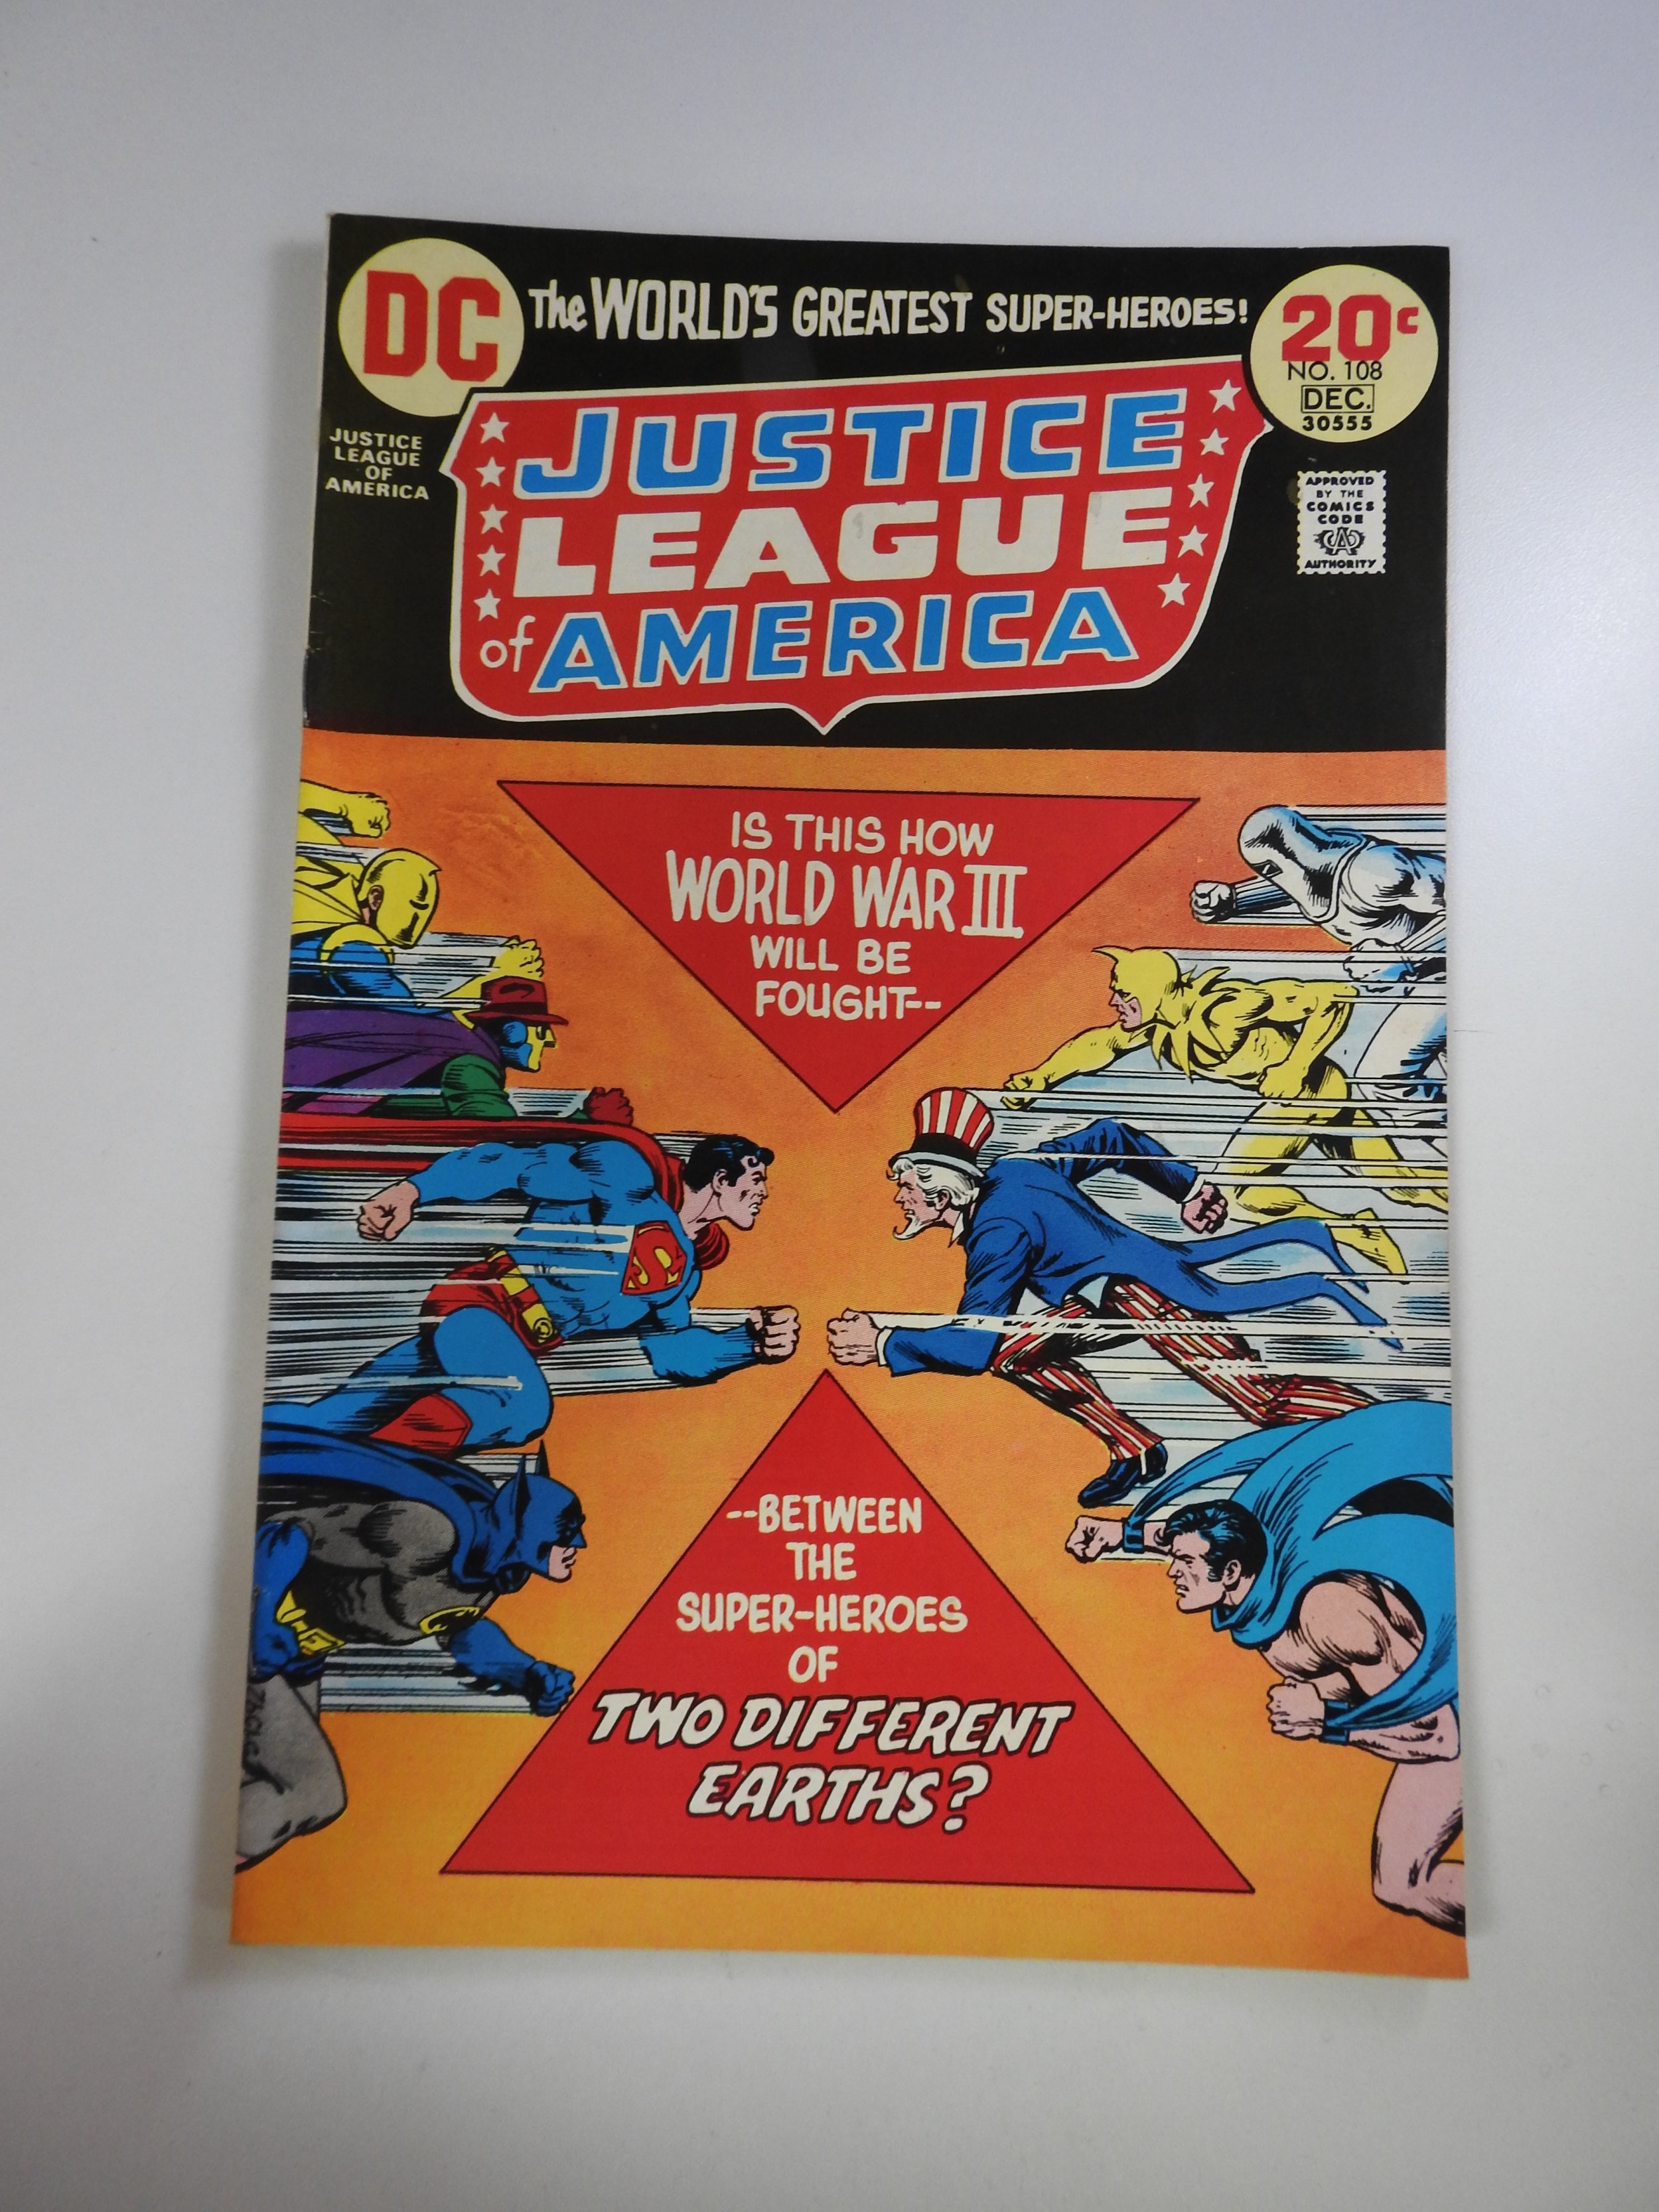 DC
The WORLD'S GREATEST SUPER-HEROES!
20¢
NO. 108
DEC.
30555
JUSTICE
LEAGUE
OF
AMERICA
JUSTICE
LEAGUE
of AMERICA
APPROVED
BY THE
COMICS
CODE
AUTHORITY
IS THIS HOW
WORLD WAR III
WILL BE
FOUGHT--
--BETWEEN
THE
SUPER-HEROES
OF
TWO DIFFERENT
EARTHS?